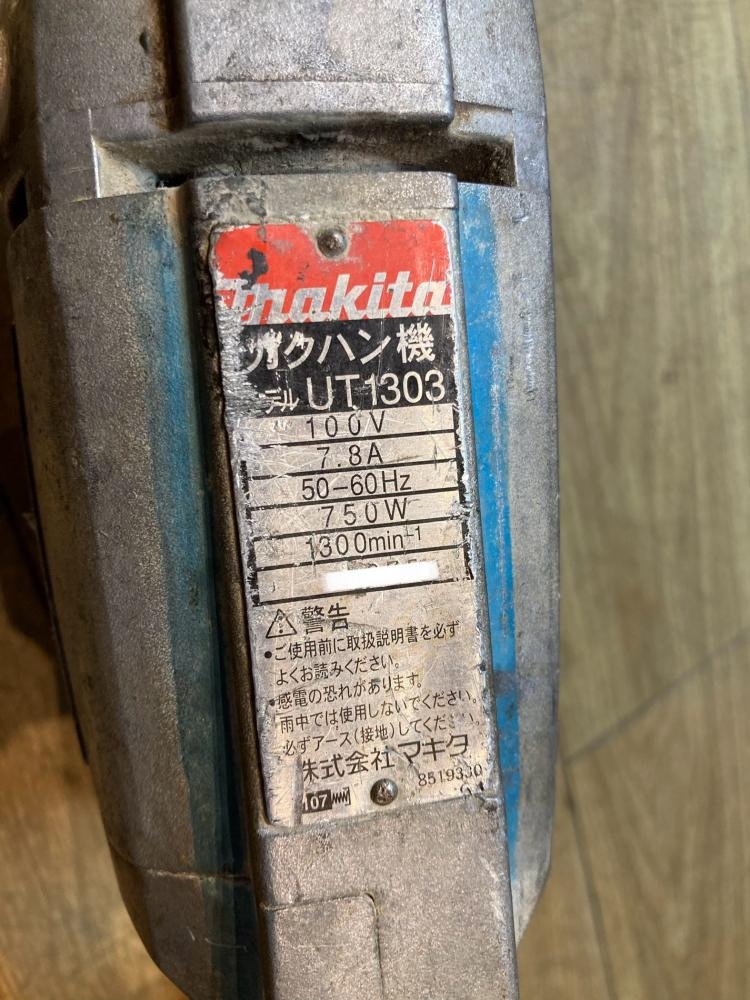 makita
カクハン機
デル UT1303
100V
7.8A
50-60Hz
750W
1300min⁻¹
警告
•ご使用前に取扱説明書を必ず
よくお読みください。
•感電の恐れがあります。
雨中では使用しないでください。
必ずアース(接地)してくださ
株式会社マキタ
8519330
107